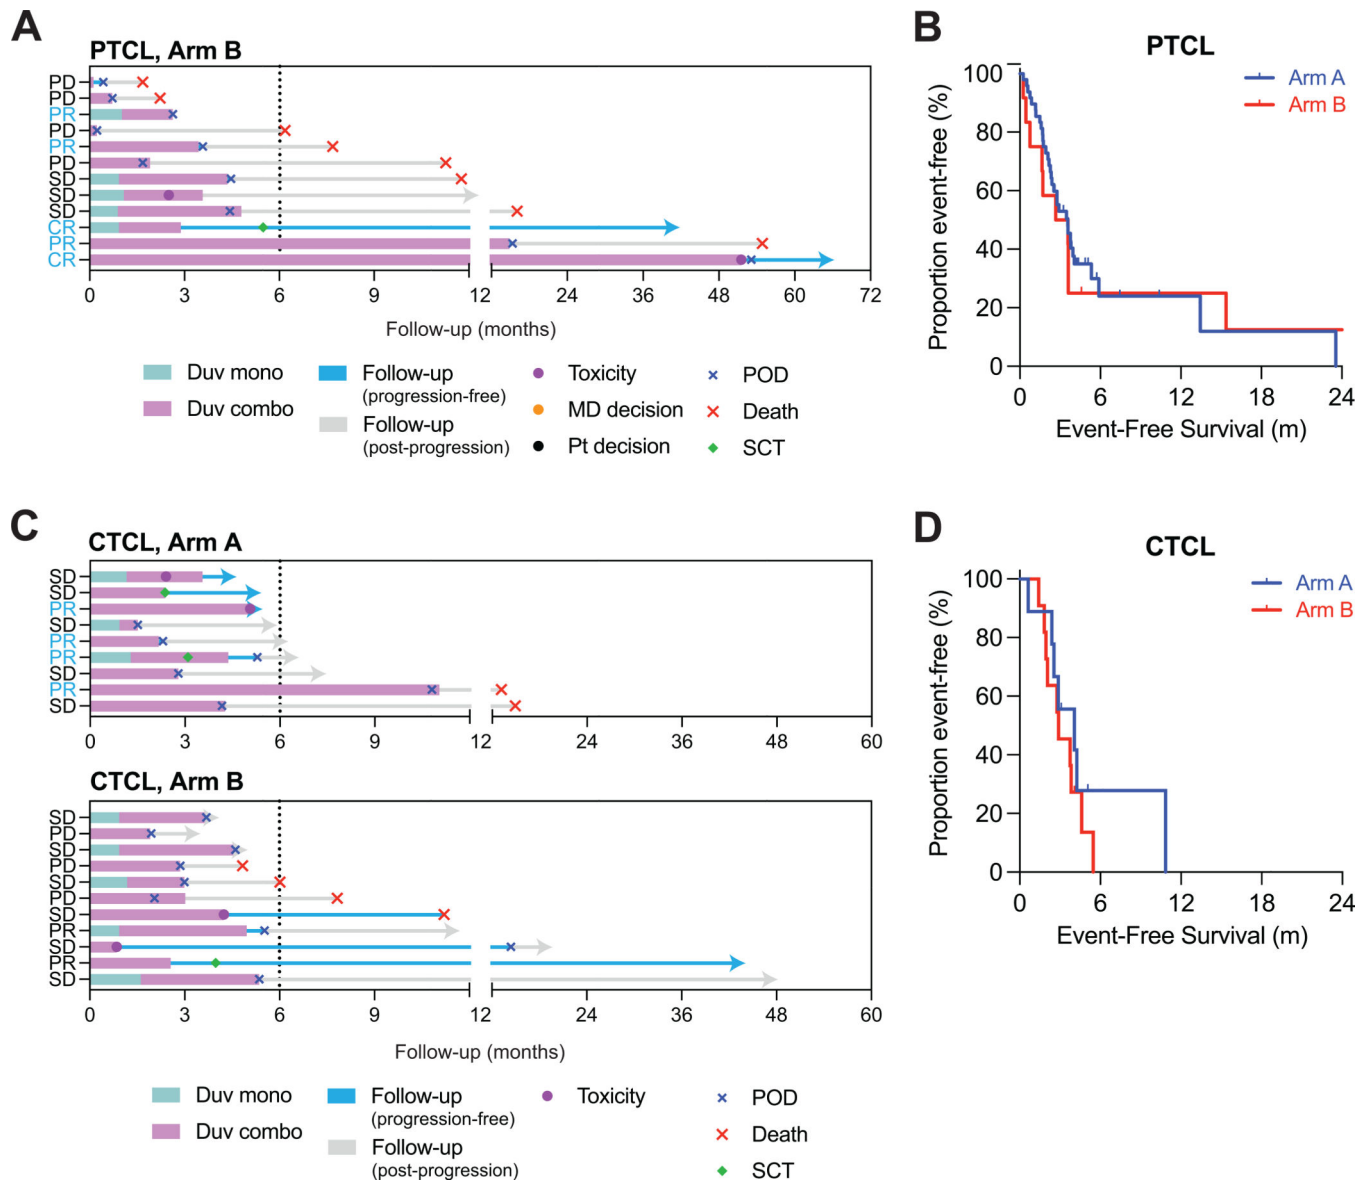 A
PTCL, Arm B
PD
PD
PR
PD
PR
PD
SD
SD
SD
CR
PR
CR
0 3 6 9 12 24 36 48 60 72
Follow-up (months)
Duv mono
Duv combo
Follow-up
(progression-free)
Follow-up
(post-progression)
Toxicity
MD decision
Pt decision
POD
Death
SCT
B
PTCL
Arm A
Arm B
Proportion event-free (%)
100
80
60
40
20
0
0 6 12 18 24
Event-Free Survival (m)
C
CTCL, Arm A
SD
SD
PR
SD
PR
PR
SD
PR
SD
0 3 6 9 12 24 36 48 60
CTCL, Arm B
SD
PD
SD
PD
SD
PD
SD
PR
SD
PR
SD
0 3 6 9 12 24 36 48 60
Follow-up (months)
Duv mono
Duv combo
Follow-up
(progression-free)
Follow-up
(post-progression)
Toxicity
POD
Death
SCT
D
CTCL
Arm A
Arm B
Proportion event-free (%)
100
80
60
40
20
0
0 6 12 18 24
Event-Free Survival (m)